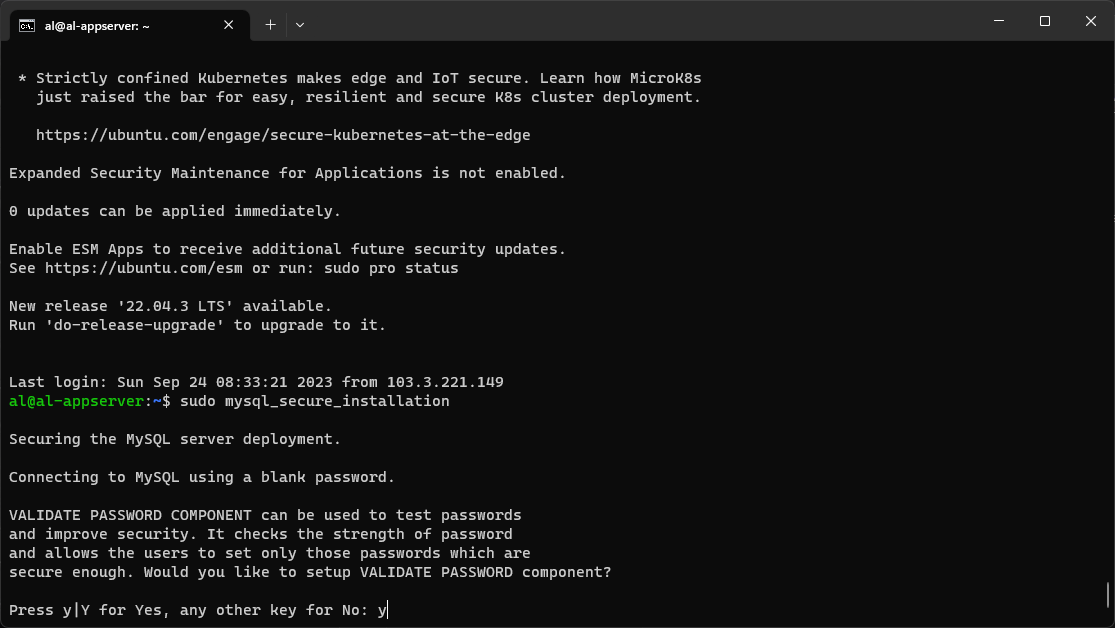 al@al-appserver: ~
* Strictly confined Kubernetes makes edge and IoT secure. Learn how MicroK8s
just raised the bar for easy, resilient and secure K8s cluster deployment.
https://ubuntu.com/engage/secure-kubernetes-at-the-edge
Expanded Security Maintenance for Applications is not enabled.
0 updates can be applied immediately.
Enable ESM Apps to receive additional future security updates.
See https://ubuntu.com/esm or run: sudo pro status
New release '22.04.3 LTS' available.
Run 'do-release-upgrade' to upgrade to it.
Last login: Sun Sep 24 08:33:21 2023 from 103.3.221.149
al@al-appserver:~$ sudo mysql_secure_installation
Securing the MySQL server deployment.
Connecting to MySQL using a blank password.
VALIDATE PASSWORD COMPONENT can be used to test passwords
and improve security. It checks the strength of password
and allows the users to set only those passwords which are
secure enough. Would you like to setup VALIDATE PASSWORD component?
Press y|Y for Yes, any other key for No: y